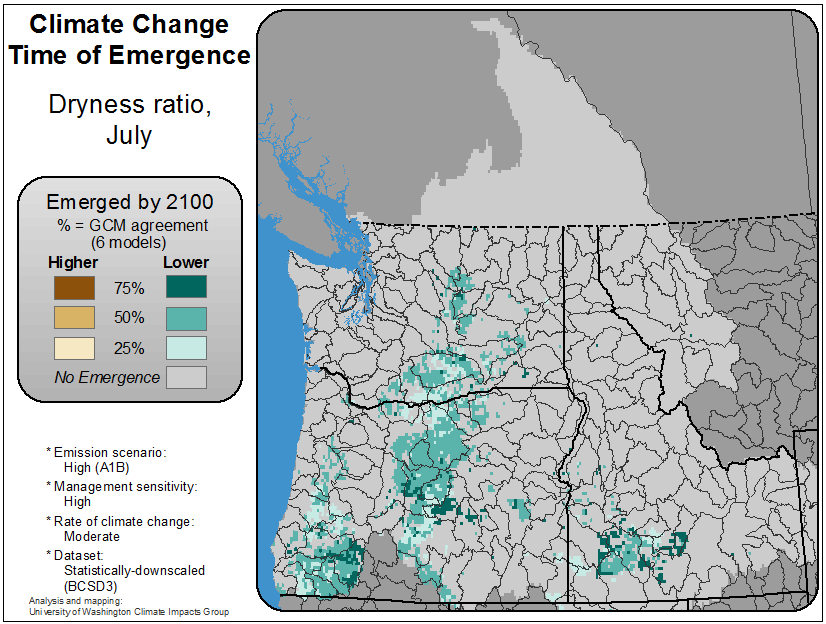 Climate Change
Time of Emergence
Dryness ratio,
July
Emerged by 2100
% = GCM agreement
(6 models)
Higher Lower
75%
50%
25%
No Emergence
* Emission scenario:
High (A1B)
* Management sensitivity:
High
* Rate of climate change:
Moderate
* Dataset:
Statistically-downscaled
(BCSD3)
Analysis and mapping:
University of Washington Climate Impacts Group